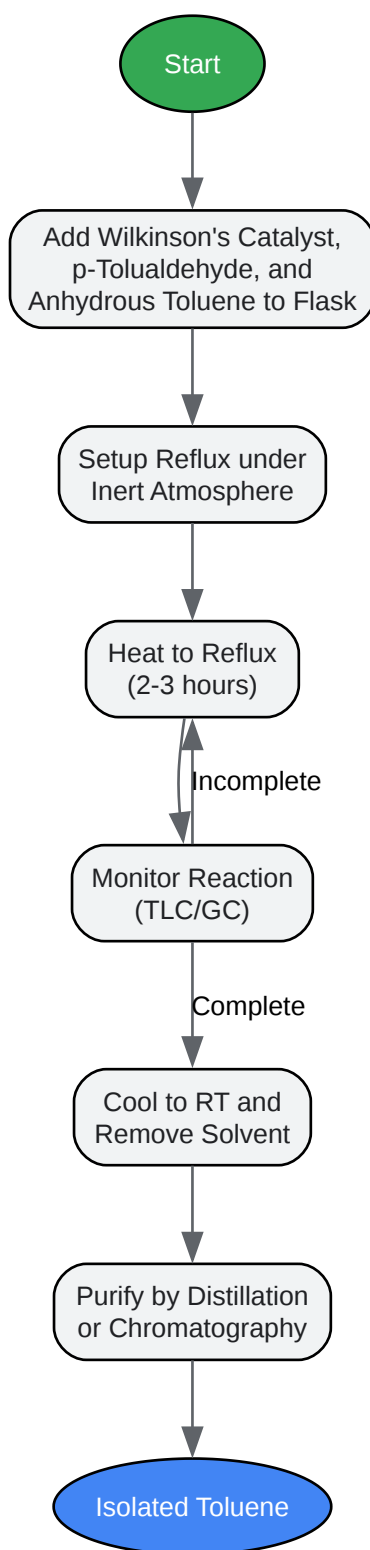 Start
Add Wilkinson's Catalyst,
p-Tolualdehyde, and
Anhydrous Toluene to Flask
Setup Reflux under
Inert Atmosphere
Heat to Reflux
(2-3 hours)
Incomplete
Monitor Reaction
(TLC/GC)
Complete
Cool to RT and
Remove Solvent
Purify by Distillation
or Chromatography
Isolated Toluene